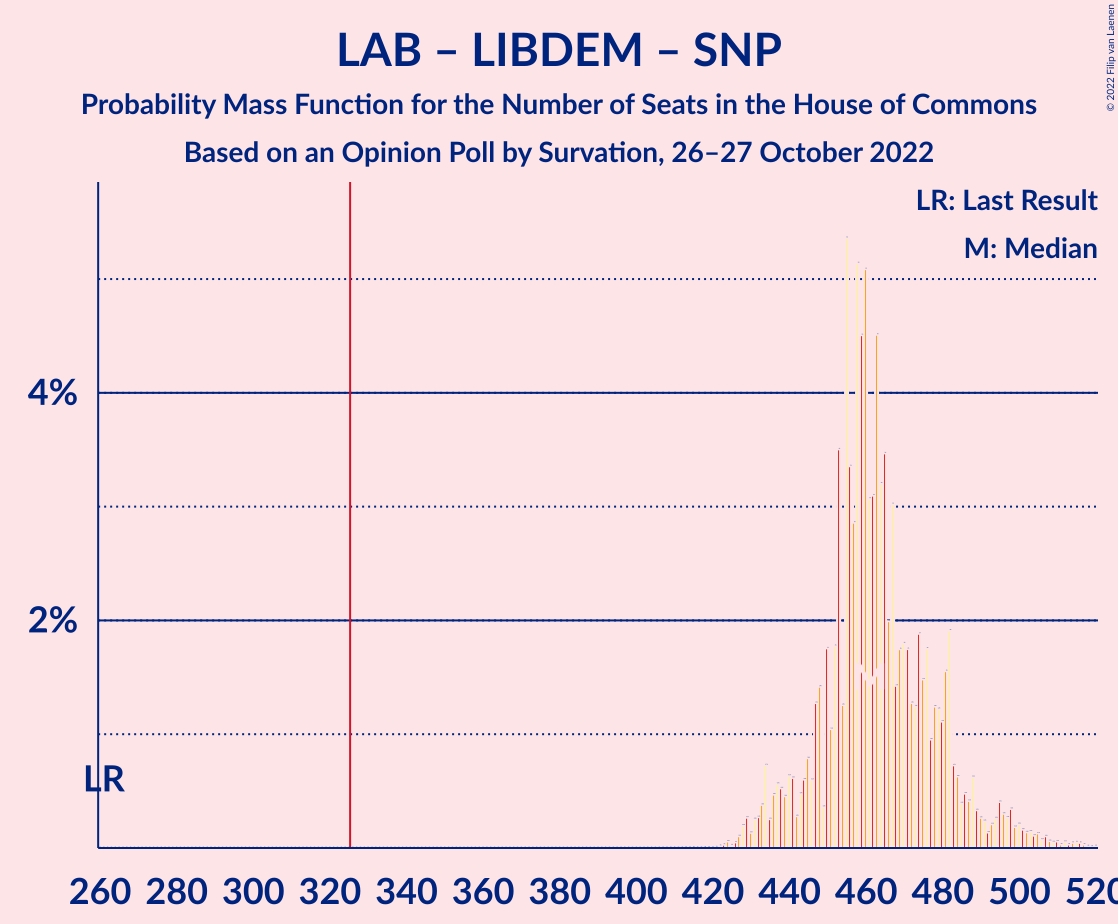 LAB – LIBDEM – SNP
Probability Mass Function for the Number of Seats in the House of Commons
Based on an Opinion Poll by Survation, 26–27 October 2022
© 2022 Filip van Laenen
LR: Last Result
M: Median
4%
2%
LR
260 280 300 320 340 360 380 400 420 440 460 480 500 520